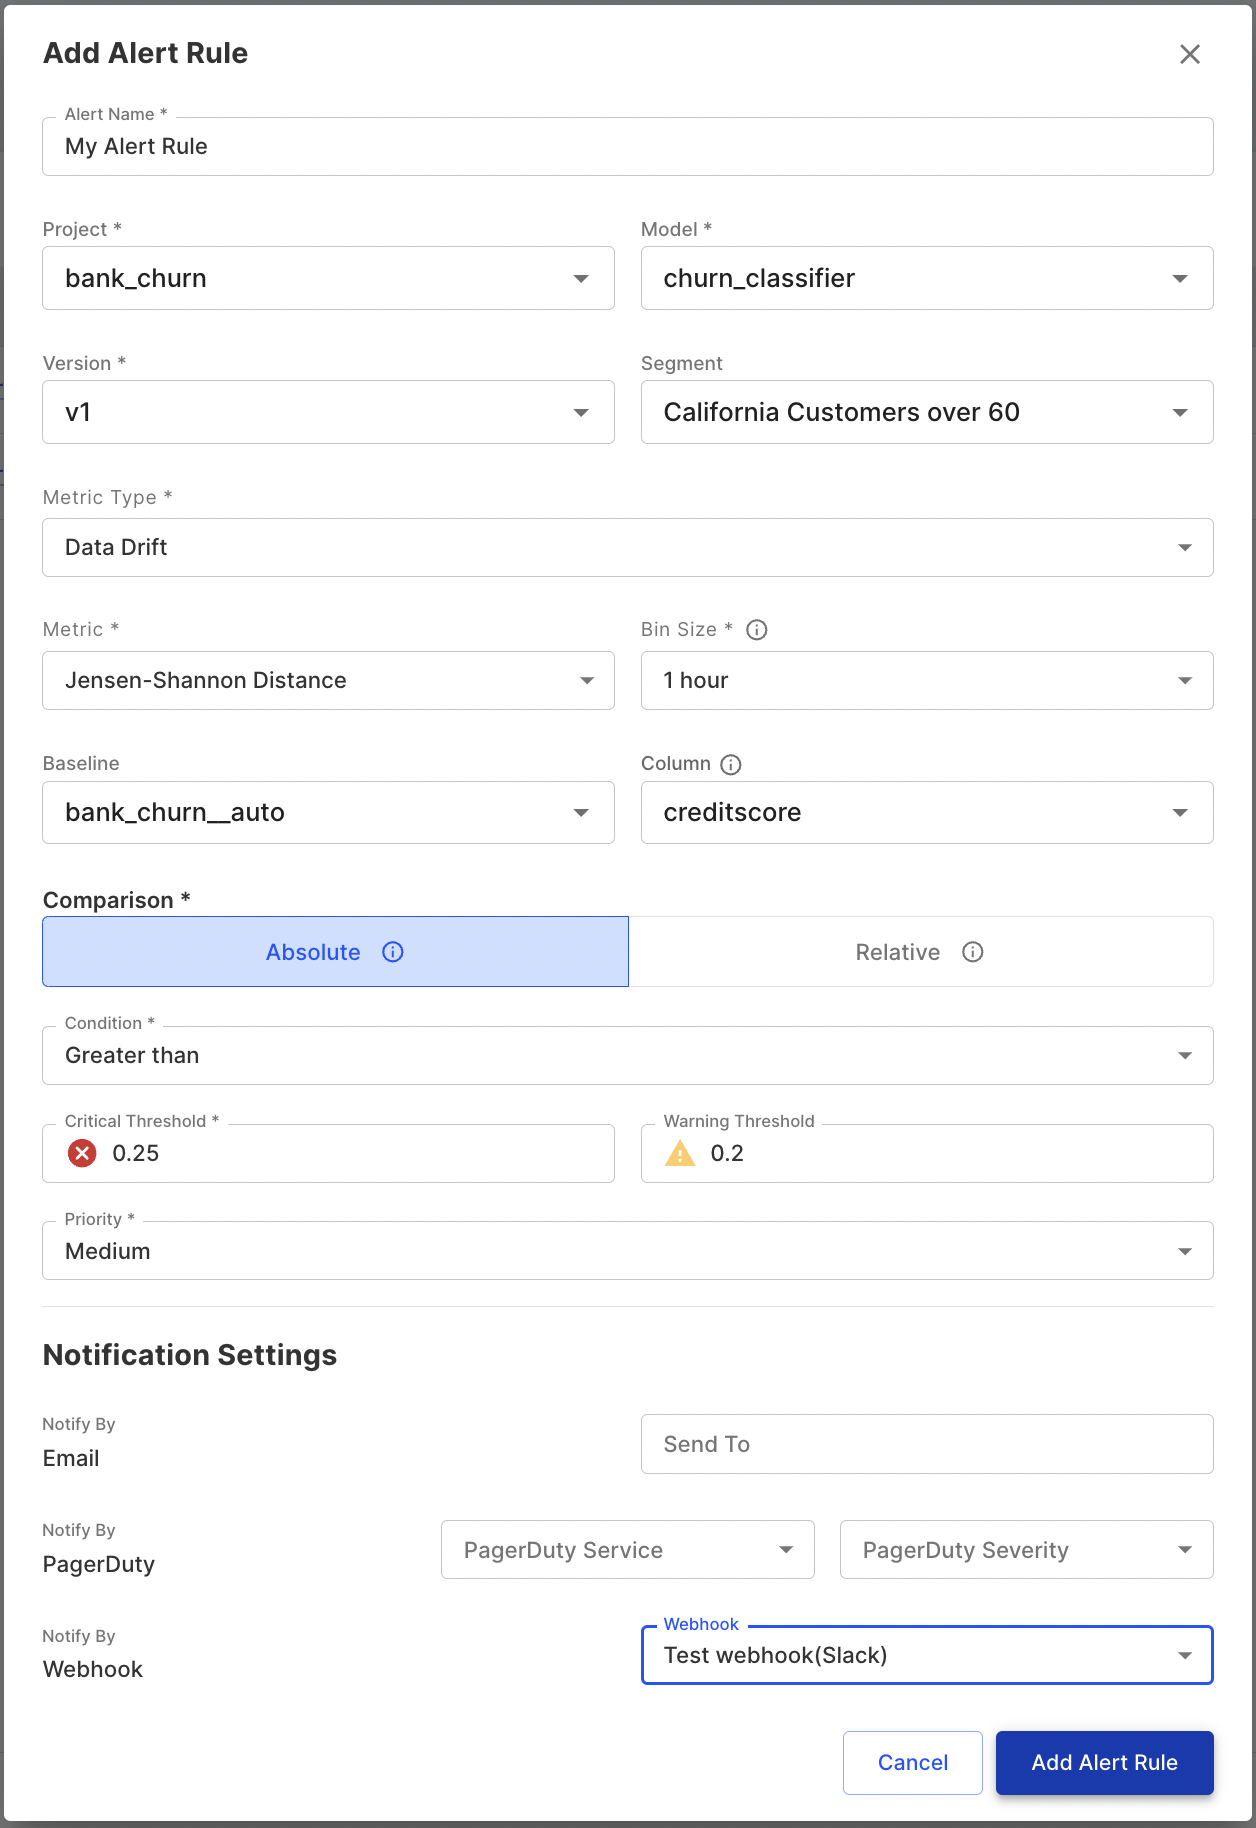 Add Alert Rule
Alert Name *
My Alert Rule
Project *
Model *
bank_churn
churn_classifier
Version *
Segment
v1
California Customers over 60
Metric Type *
Data Drift
Metric *
Bin Size *
Jensen-Shannon Distance
1 hour
Baseline
Column
bank_churn__auto
creditscore
Comparison *
Absolute
Relative
Condition *
Greater than
Critical Threshold *
Warning Threshold
0.25
0.2
Priority *
Medium
Notification Settings
Notify By
Email
Send To
Notify By
PagerDuty
PagerDuty Service
PagerDuty Severity
Notify By
Webhook
Webhook
Test webhook(Slack)
Cancel
Add Alert Rule